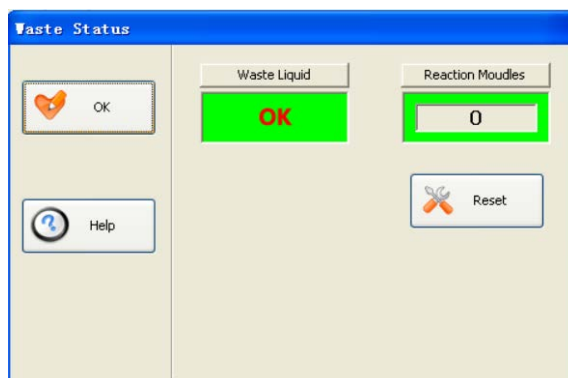 Waste Status
OK
Help
Waste Liquid
OK
Reaction Moudles
0
Reset